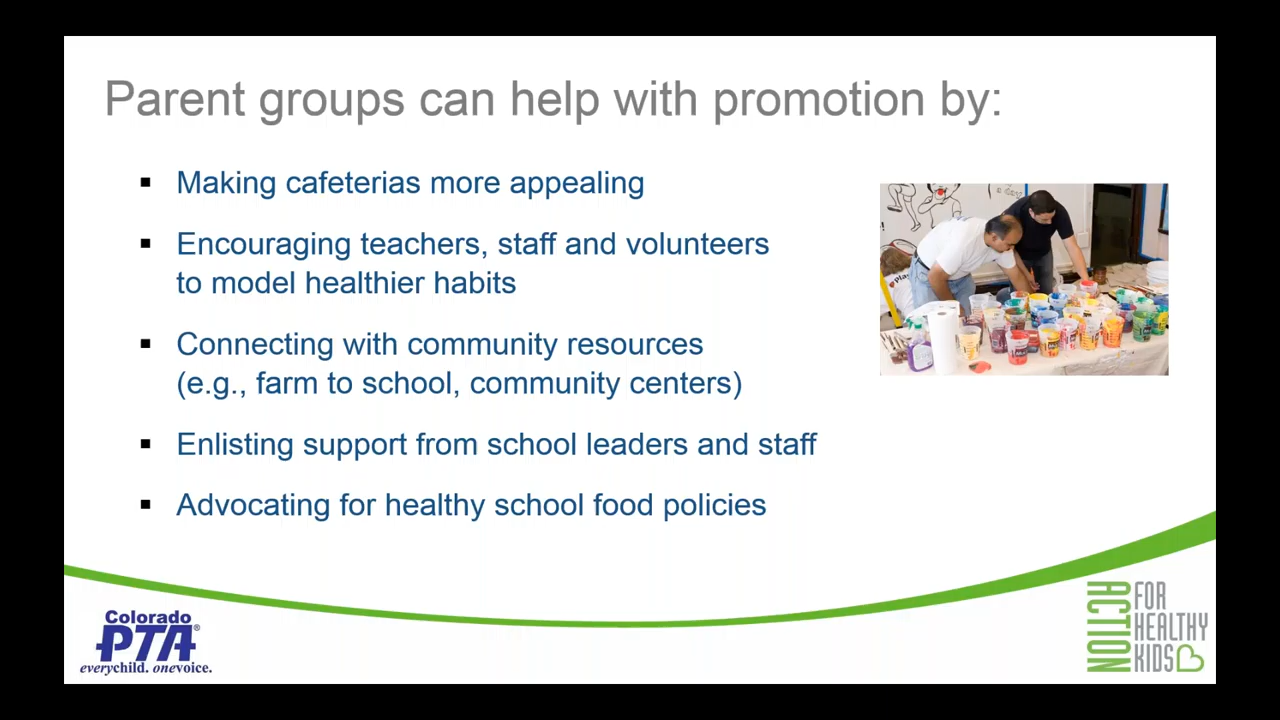 Parent groups can help with promotion by:
▪ Making cafeterias more appealing
▪ Encouraging teachers, staff and volunteers
to model healthier habits
▪ Connecting with community resources
(e.g., farm to school, community centers)
▪ Enlisting support from school leaders and staff
▪ Advocating for healthy school food policies
Colorado
PTA®
everychild. onevoice.
ACTION
FOR
HEALTHY
KIDS